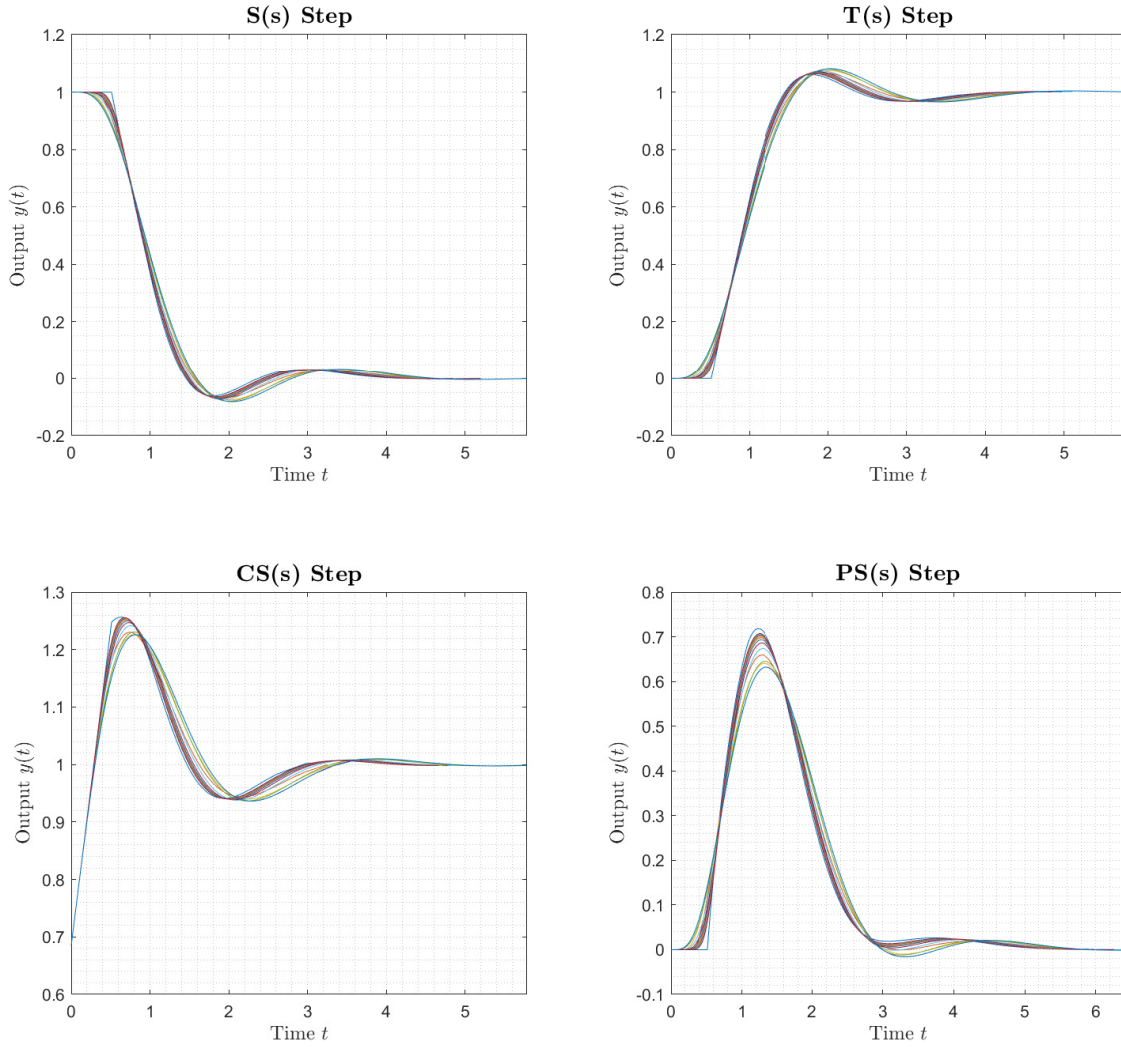 S(s) Step
1.2
1
0.8
0.6
0.4
0.2
0
-0.2
Output y(t)
0 1 2 3 4 5
Time t
T(s) Step
1.2
1
0.8
0.6
0.4
0.2
0
-0.2
Output y(t)
0 1 2 3 4 5
Time t
CS(s) Step
1.3
1.2
1.1
1
0.9
0.8
0.7
0.6
Output y(t)
0 1 2 3 4 5
Time t
PS(s) Step
0.8
0.7
0.6
0.5
0.4
0.3
0.2
0.1
0
-0.1
Output y(t)
0 1 2 3 4 5 6
Time t